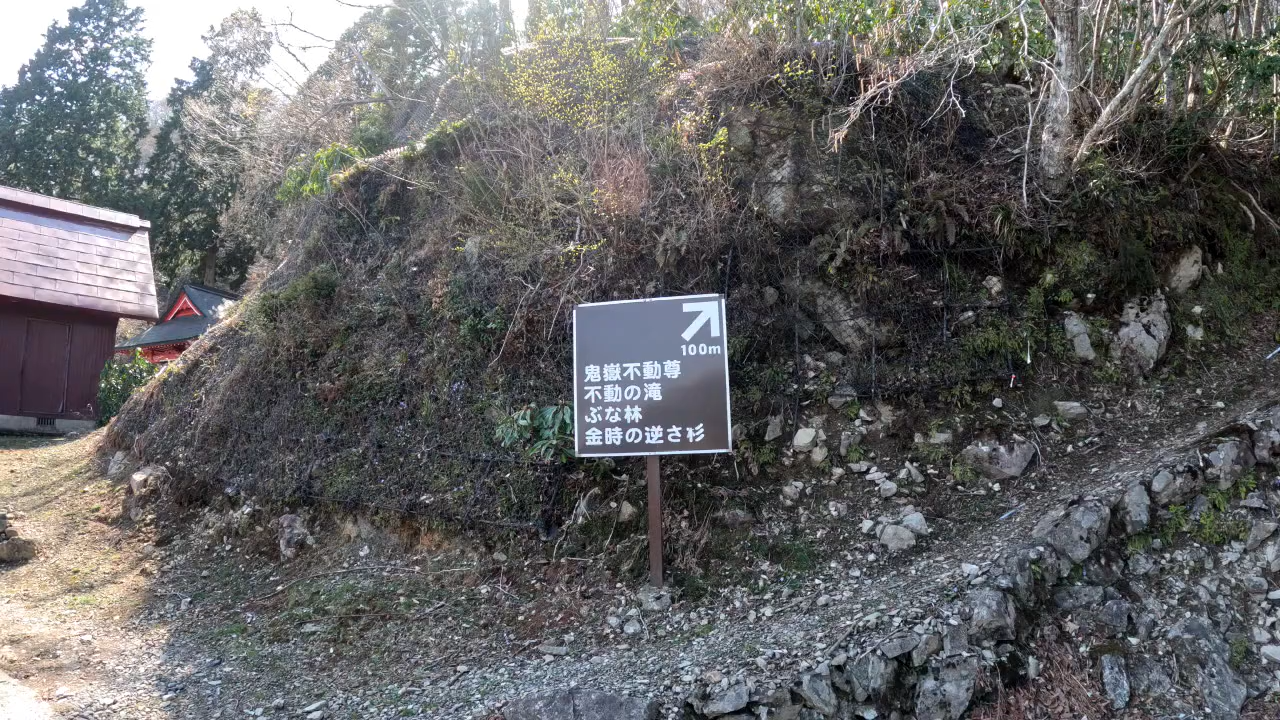 100m
鬼嶽不動尊
不動の滝
ぶな林
金時の逆さ杉